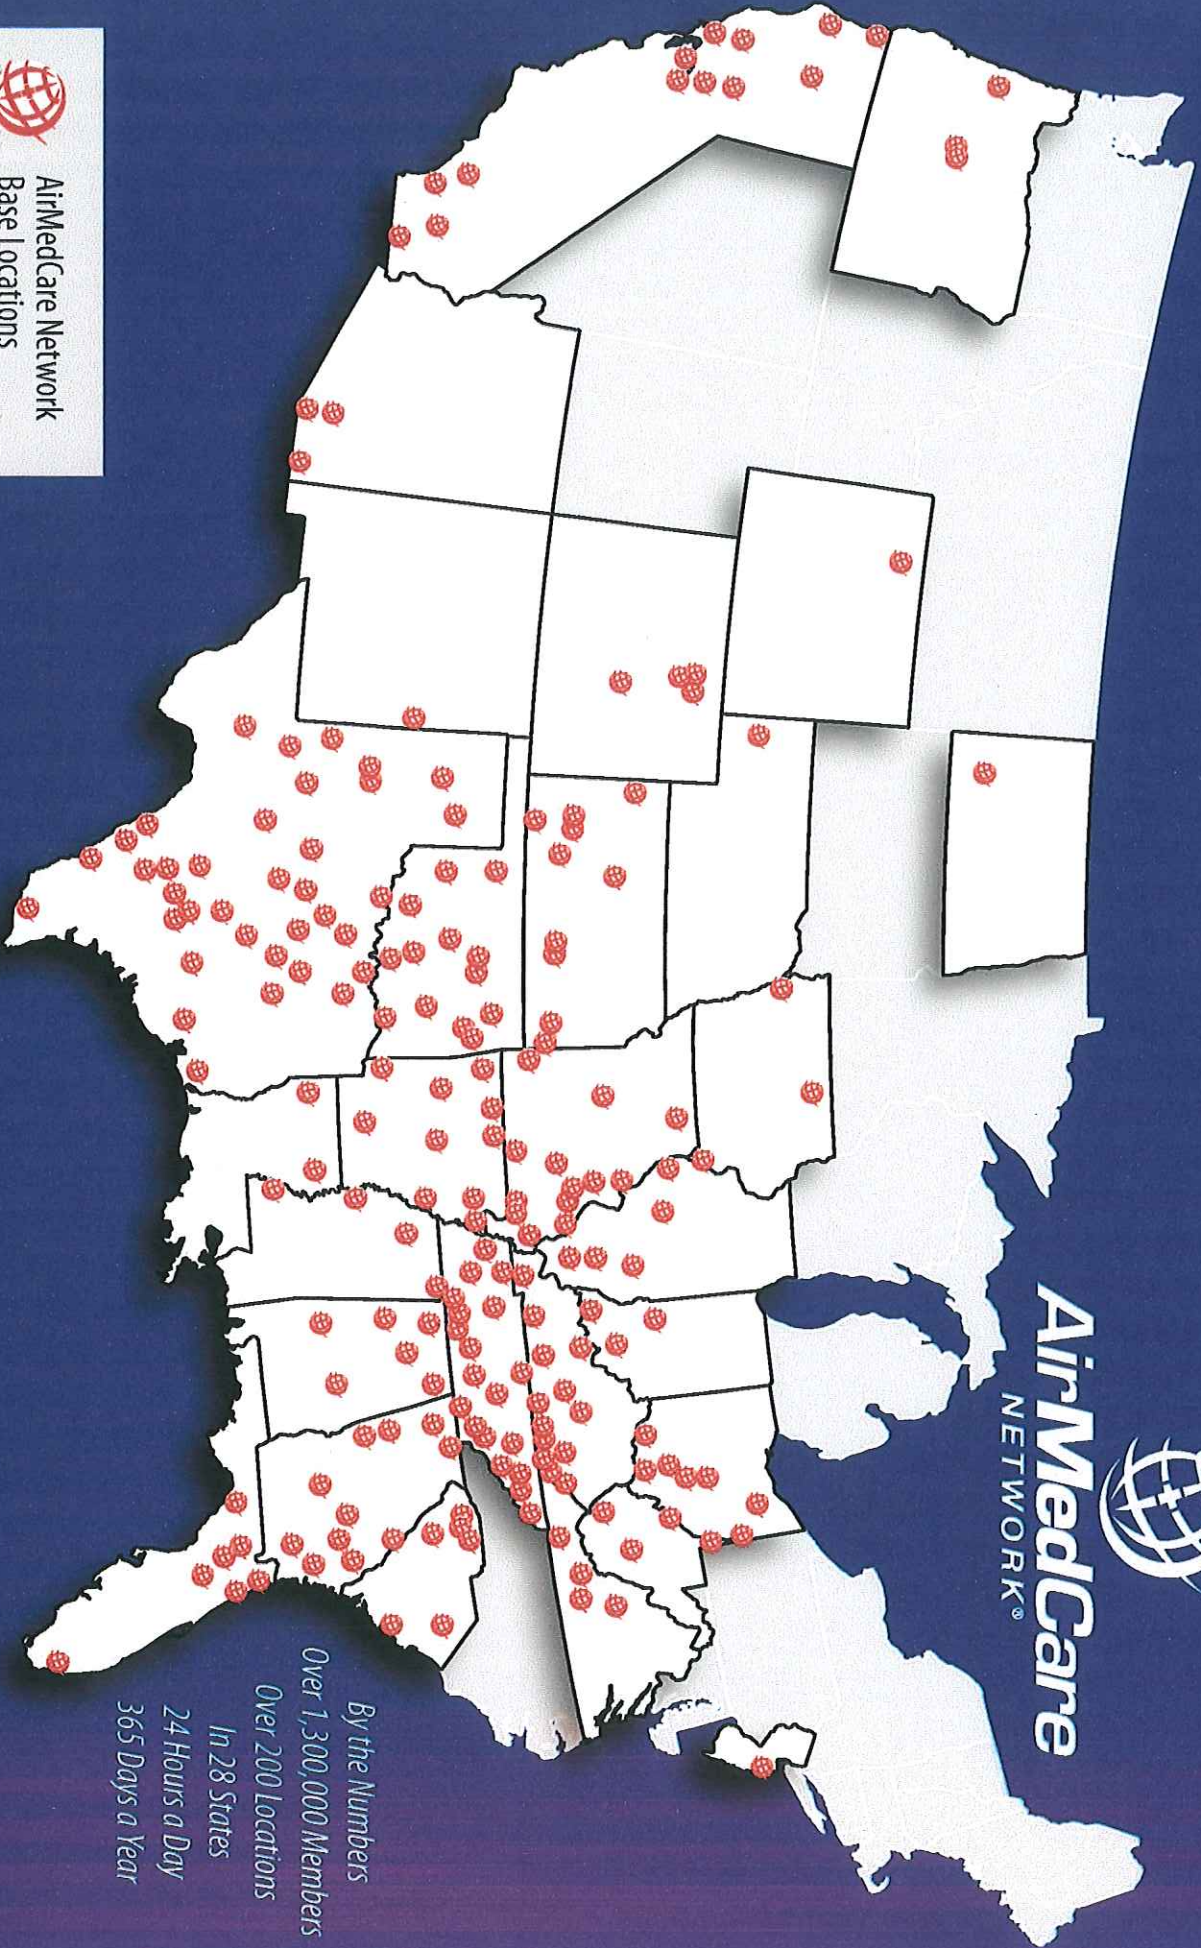 AirMedCare
NETWORK®
By the Numbers
Over 1,300,000 Members
Over 200 Locations
In 28 States
24 Hours a Day
365 Days a Year
AirMedCare Network
Base Locations